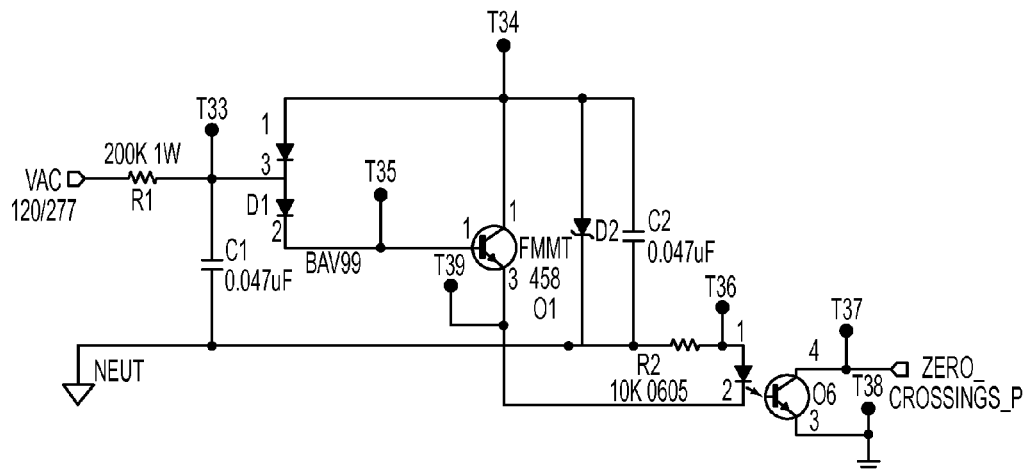 T34
T33
1
200K 1W
T35
3
VAC
120/277
R1
D1
1
C2
2
1
D2
0.047uF
C1
BAV99
FMMT
0.047uF
T39
3
458
O1
T36
T37
1
NEUT
R2
4
ZERO_
10K 0605
2
O6
T38
CROSSINGS_P
3